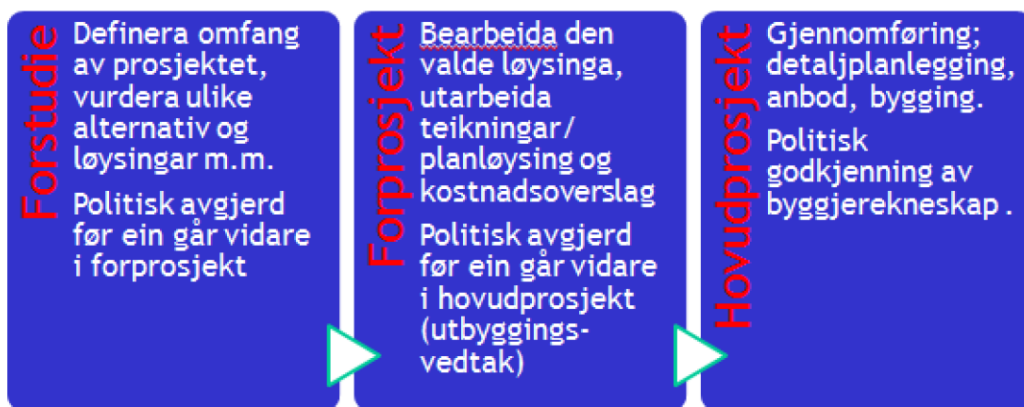 Forstudie
Definera omfang
av prosjektet,
vurdera ulike
alternativ og
løysingar m.m.
Politisk avgjerd
før ein går vidare
i forprosjekt
Forprosjekt
Bearbeida den
valde løysinga,
utarbeida
teikningar/
planløysing og
kostnadsoverslag
Politisk avgjerd
før ein går vidare
i hovudprosjekt
(utbyggings-
vedtak)
Hovudprosjekt
Gjennomføring;
detaljplanlegging,
anbod, bygging.
Politisk
godkjenning av
byggjerekneskap .